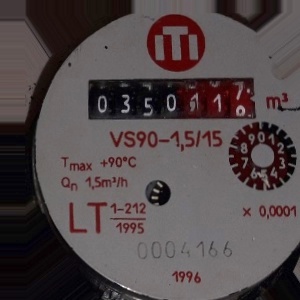 ITI
0350116 m³
VS90-1,5/15
Tmax +90°C
Qn 1,5m³/h
LT 1-212
1995
x 0,0001
0004166
1996